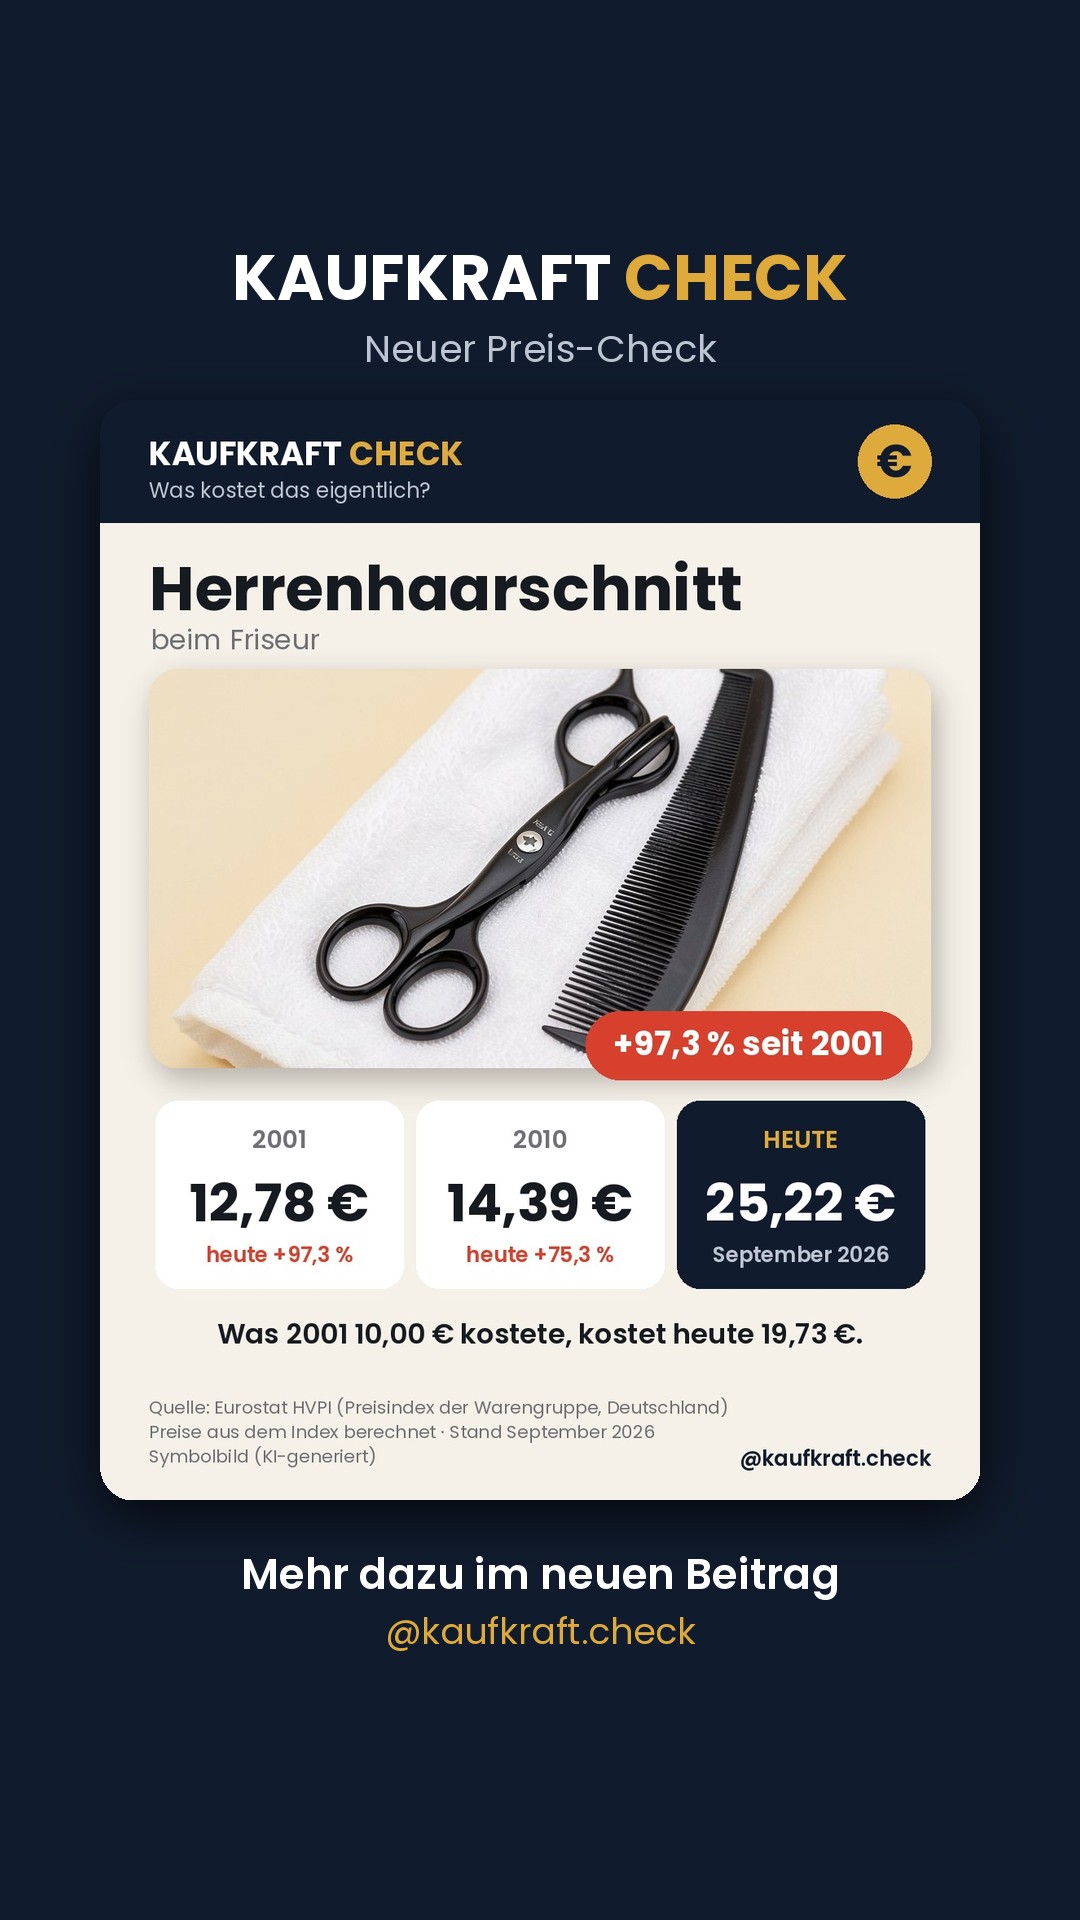 KAUFKRAFT CHECK
Neuer Preis-Check
KAUFKRAFT CHECK
Was kostet das eigentlich?
€
Herrenhaarschnitt
beim Friseur
+97,3 % seit 2001
2001
12,78 €
heute +97,3 %
2010
14,39 €
heute +75,3 %
HEUTE
25,22 €
September 2026
Was 2001 10,00 € kostete, kostet heute 19,73 €.
Quelle: Eurostat HVPI (Preisindex der Warengruppe, Deutschland)
Preise aus dem Index berechnet · Stand September 2026
Symbolbild (KI-generiert)
@kaufkraft.check
Mehr dazu im neuen Beitrag
@kaufkraft.check